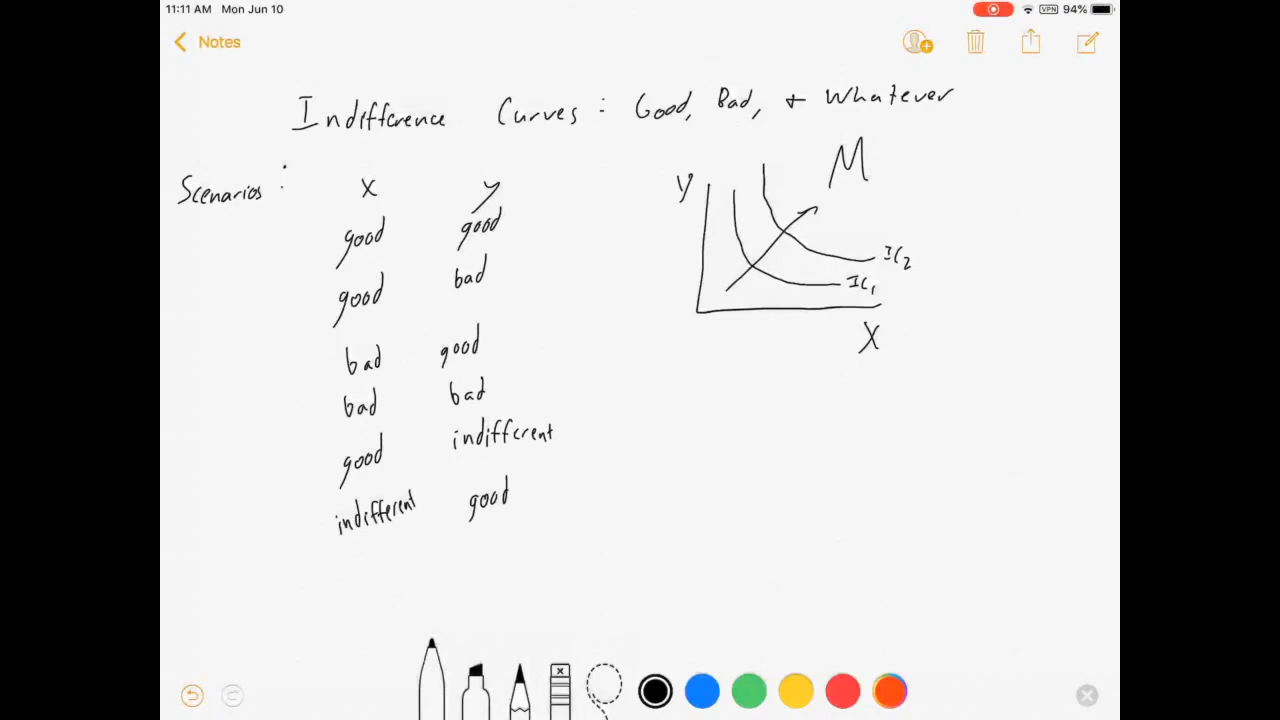 11:11 AM Mon Jun 10
VPN 94%
Notes
Indifference Curves: Good, Bad, + Whatever
Scenarios:
X y
good good
good bad
bad good
bad bad
good indifferent
indifferent good
M
y
IC2
IC1
X